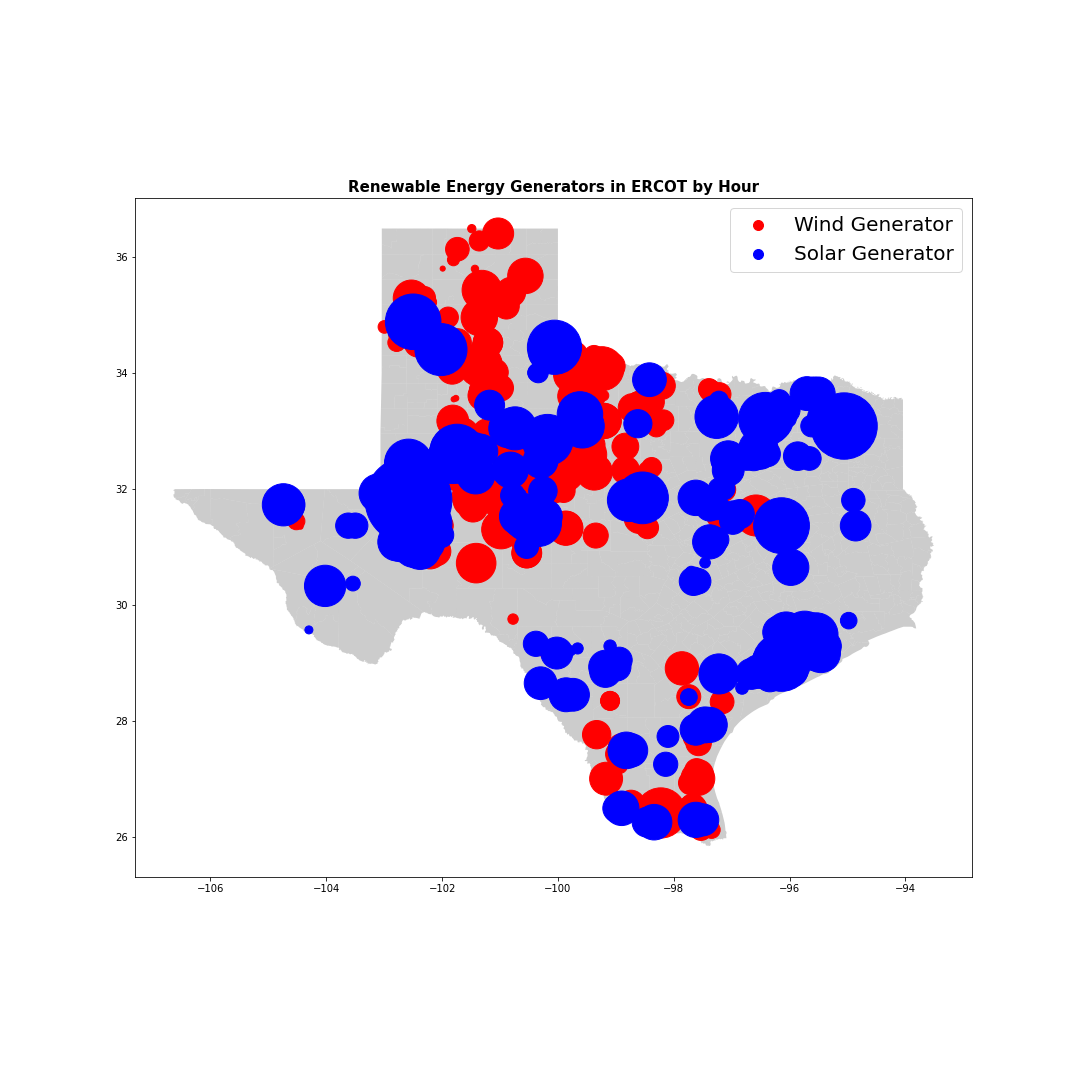 Renewable Energy Generators in ERCOT by Hour
Wind Generator
Solar Generator
36
34
32
30
28
26
−106 −104 −102 −100 −98 −96 −94